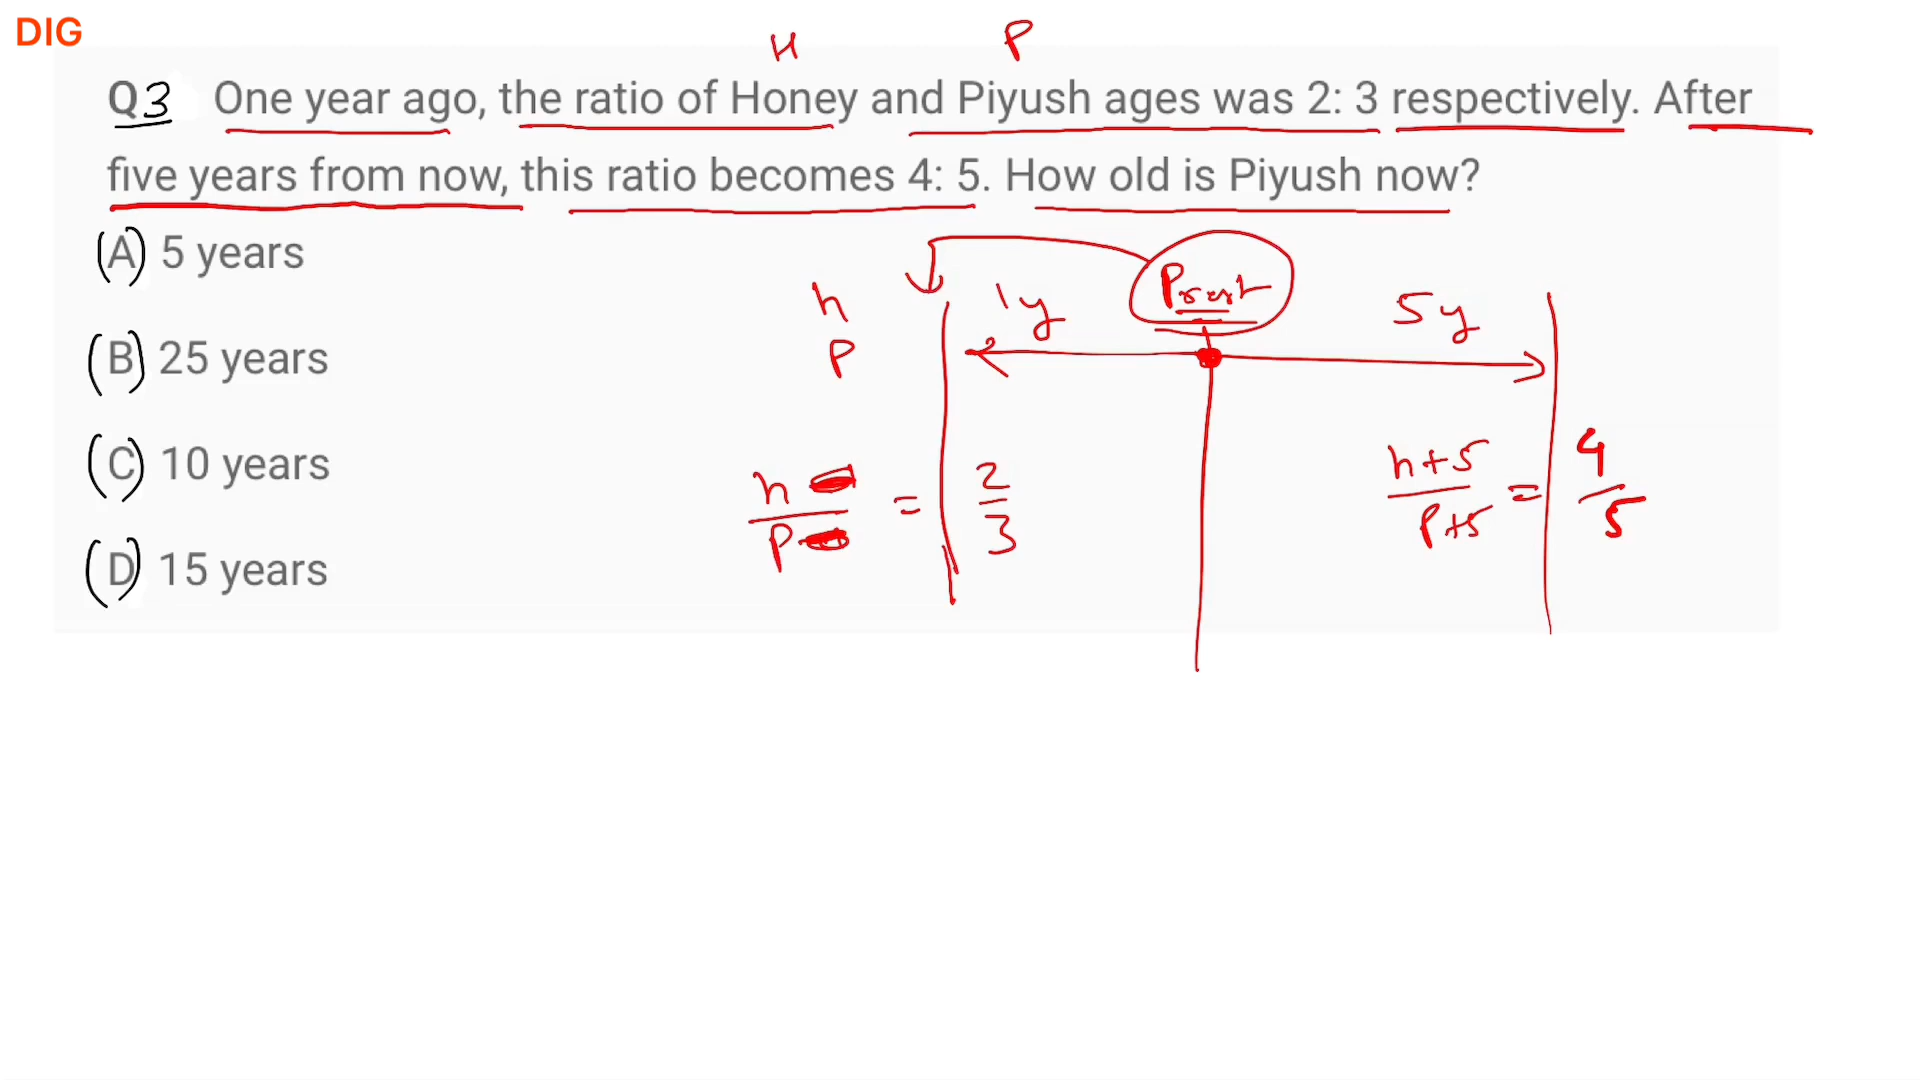 DIG
H P
Q3 One year ago, the ratio of Honey and Piyush ages was 2: 3 respectively. After
five years from now, this ratio becomes 4: 5. How old is Piyush now?
(A) 5 years
(B) 25 years
(C) 10 years
(D) 15 years
h
P
1y
5y
h
P
=
2
3
h+5
P+5
=
4
5